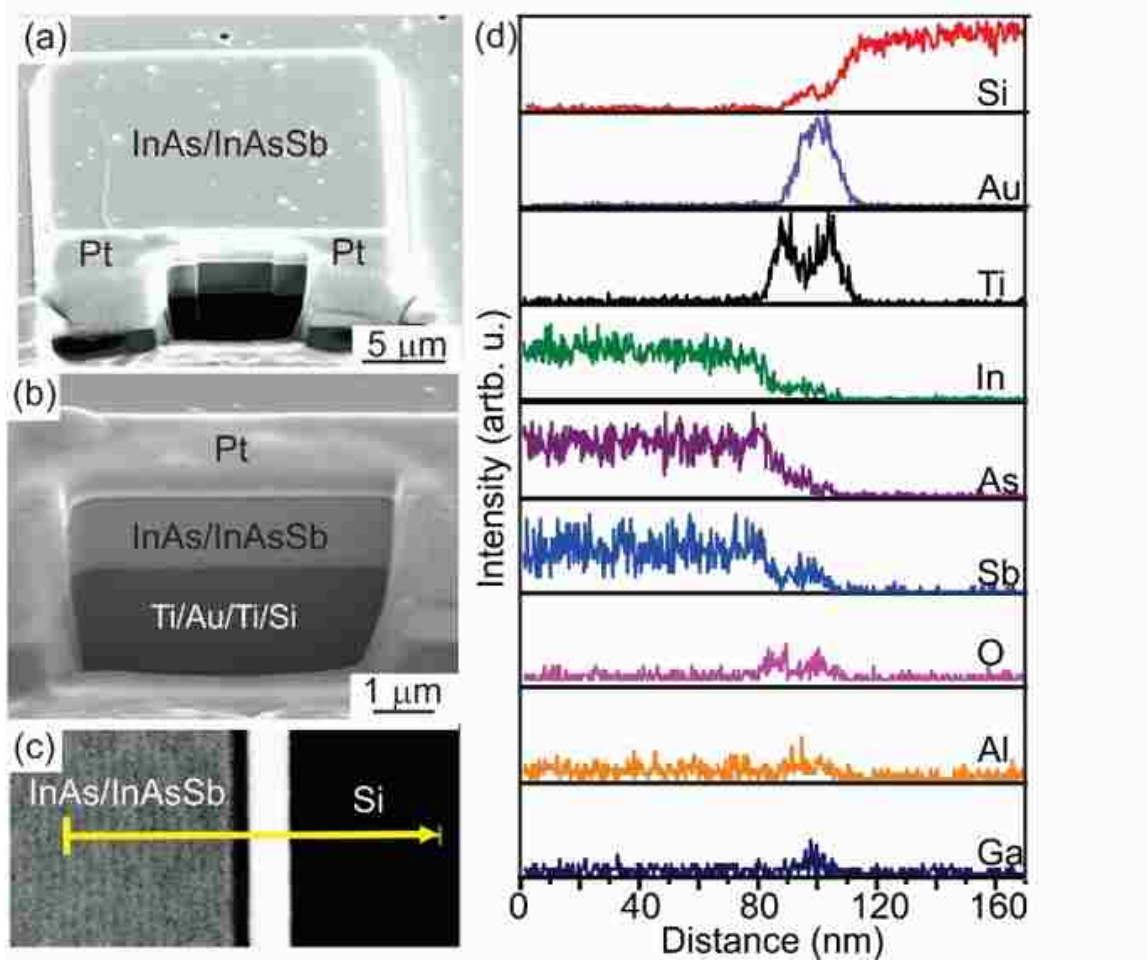 (a)
InAs/InAsSb
Pt
Pt
5 μm
(b)
Pt
InAs/InAsSb
Ti/Au/Ti/Si
1 μm
(c)
InAs/InAsSb
Si
(d)
Si
Au
Ti
In
As
Sb
O
Al
Ga
Intensity (artb. u.)
0 40 80 120 160
Distance (nm)